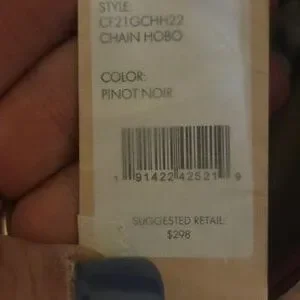 STYLE:
CF21GCHH22
CHAIN HOBO
COLOR:
PINOT NOIR
1 91422 42521 9
SUGGESTED RETAIL:
$298